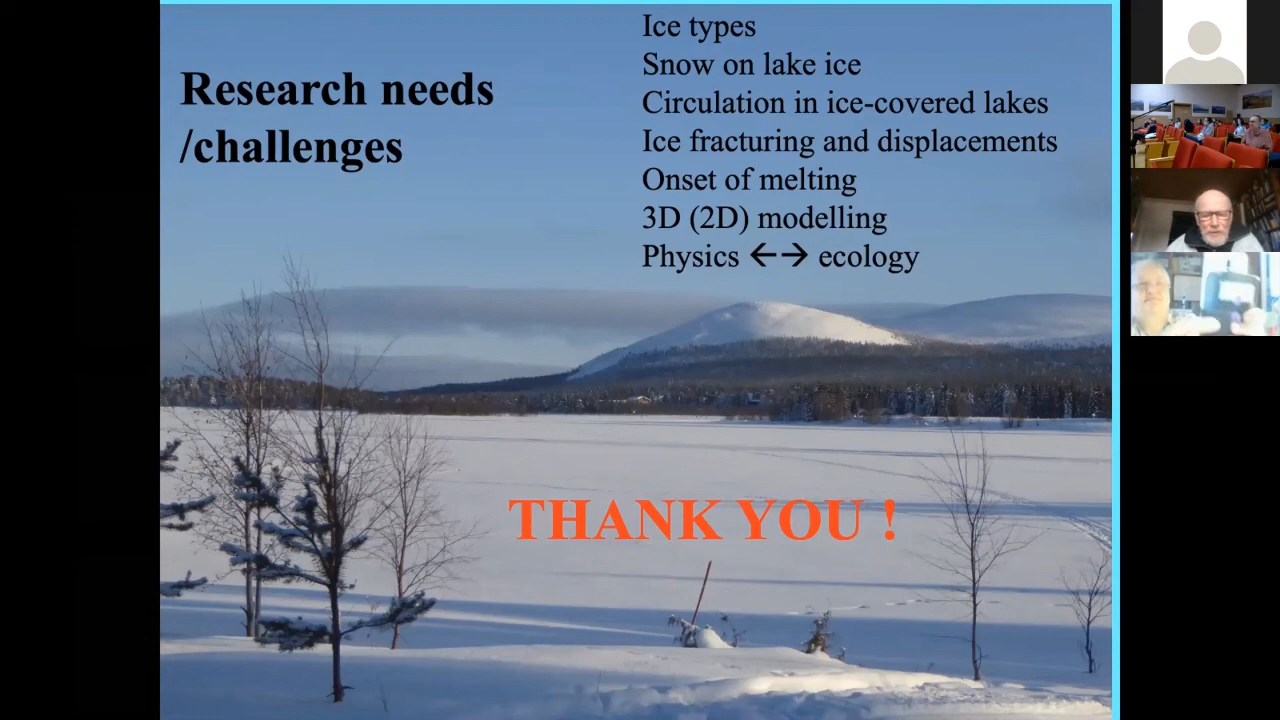 Research needs
/challenges
Ice types
Snow on lake ice
Circulation in ice-covered lakes
Ice fracturing and displacements
Onset of melting
3D (2D) modelling
Physics ←→ ecology
THANK YOU !